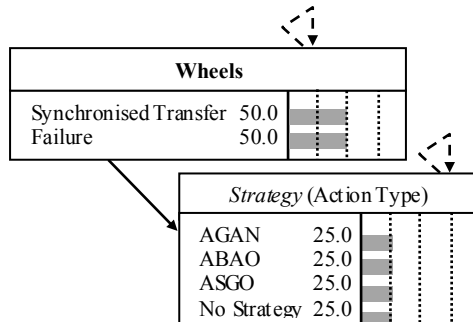 Wheels
Synchronised Transfer 50.0
Failure 50.0
Strategy (Action Type)
AGAN 25.0
ABAO 25.0
ASGO 25.0
No Strategy 25.0